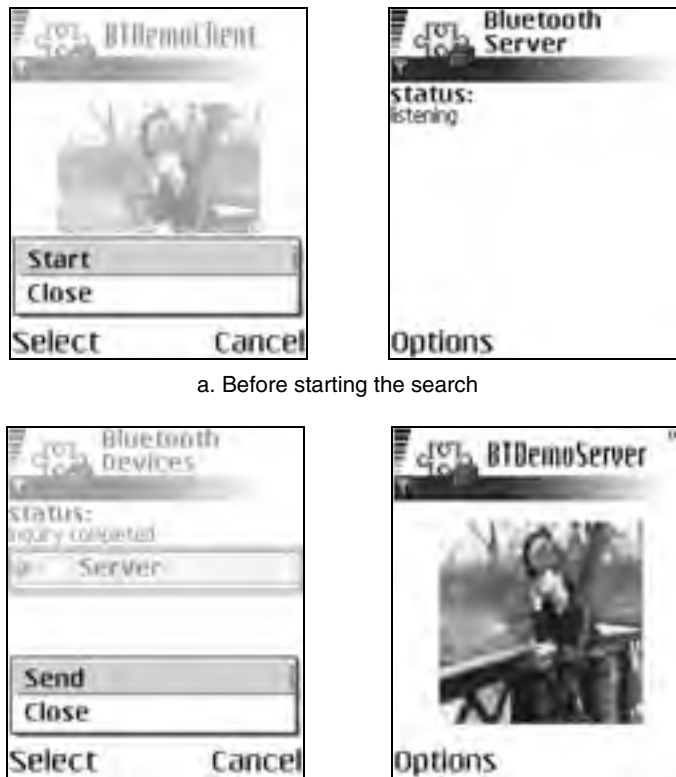 BTDemoClient
Start
Close
Select Cancel
Bluetooth
Server
status:
listening
Options
a. Before starting the search
Bluetooth
Devices
status:
Inquiry completed
Server
Send
Close
Select Cancel
BTDemoServer
Options